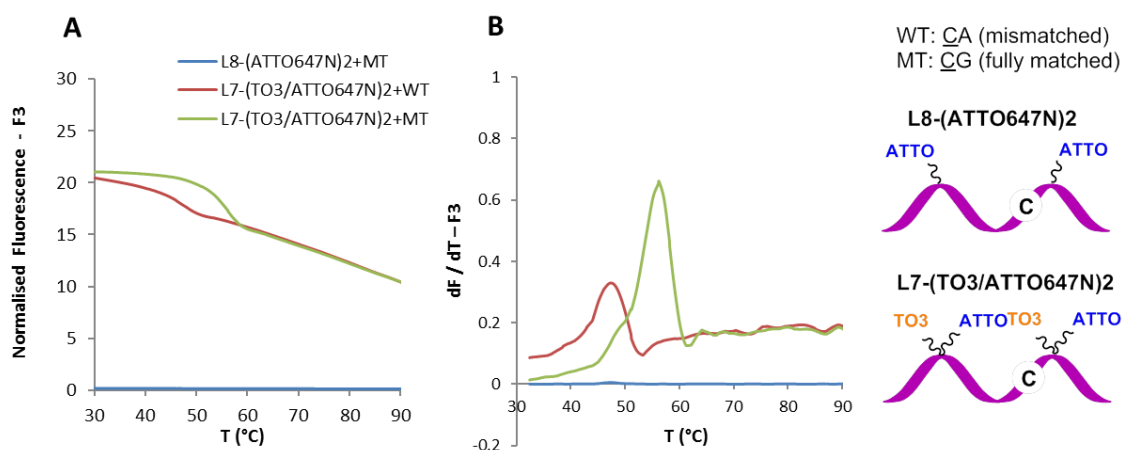 A
L8-(ATTO647N)2+MT
L7-(TO3/ATTO647N)2+WT
L7-(TO3/ATTO647N)2+MT
Normalised Fluorescence - F3
30
25
20
15
10
5
0
30 40 50 60 70 80 90
T (°C)
B
dF / dT – F3
1
0.8
0.6
0.4
0.2
0
-0.2
30 40 50 60 70 80 90
T (°C)
WT: CA (mismatched)
MT: CG (fully matched)
L8-(ATTO647N)2
ATTO ATTO
C
L7-(TO3/ATTO647N)2
TO3 ATTO TO3 ATTO
C